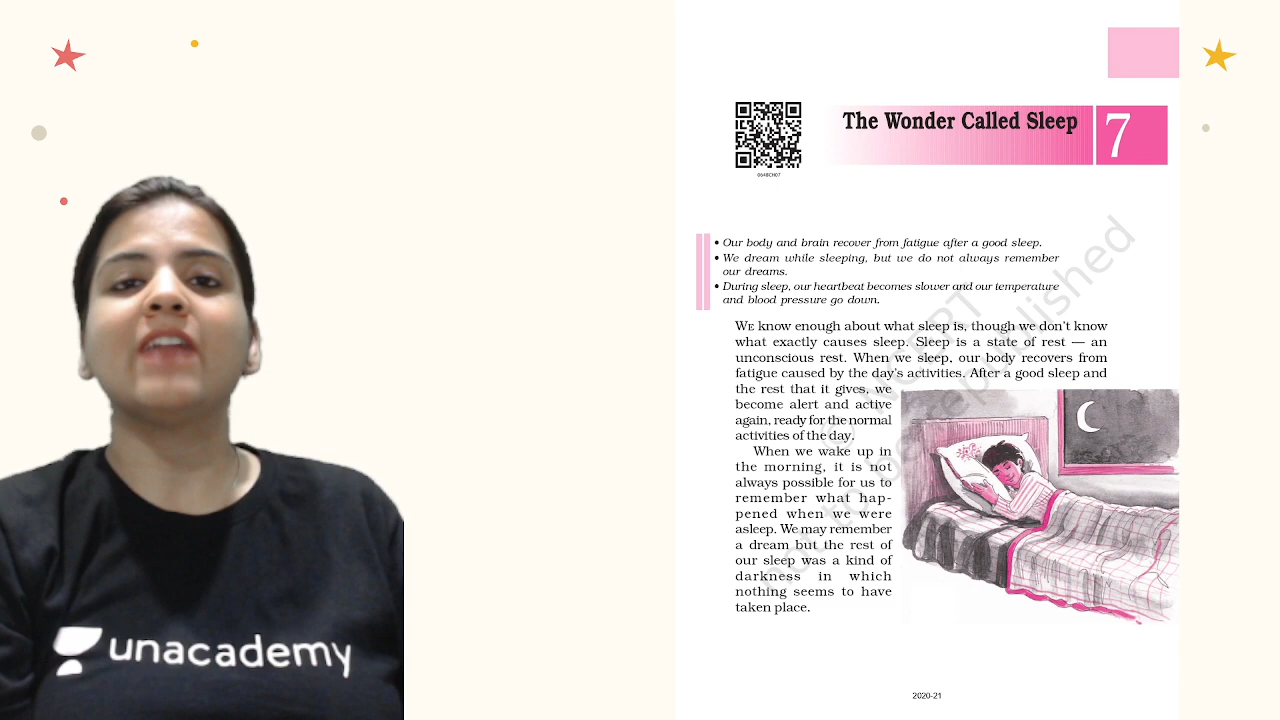 The Wonder Called Sleep
7
0648CH07
• Our body and brain recover from fatigue after a good sleep.
• We dream while sleeping, but we do not always remember
our dreams.
• During sleep, our heartbeat becomes slower and our temperature
and blood pressure go down.
WE know enough about what sleep is, though we don't know
what exactly causes sleep. Sleep is a state of rest — an
unconscious rest. When we sleep, our body recovers from
fatigue caused by the day's activities. After a good sleep and
the rest that it gives, we
become alert and active
again, ready for the normal
activities of the day.
When we wake up in
the morning, it is not
always possible for us to
remember what hap-
pened when we were
asleep. We may remember
a dream but the rest of
our sleep was a kind of
darkness in which
nothing seems to have
taken place.
© NCERT
not to be republished
2020-21
unacademy